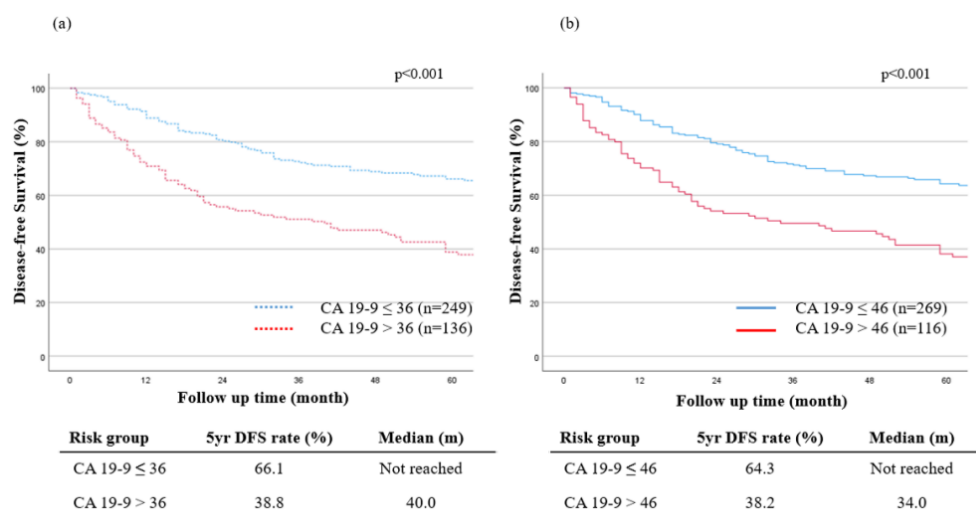 (a)
p<0.001
Disease-free Survival (%)
100
80
60
40
20
0
CA 19-9 ≤ 36 (n=249)
CA 19-9 > 36 (n=136)
0 12 24 36 48 60
Follow up time (month)
Risk group 5yr DFS rate (%) Median (m)
CA 19-9 ≤ 36 66.1 Not reached
CA 19-9 > 36 38.8 40.0
(b)
p<0.001
Disease-free Survival (%)
100
80
60
40
20
0
CA 19-9 ≤ 46 (n=269)
CA 19-9 > 46 (n=116)
0 12 24 36 48 60
Follow up time (month)
Risk group 5yr DFS rate (%) Median (m)
CA 19-9 ≤ 46 64.3 Not reached
CA 19-9 > 46 38.2 34.0